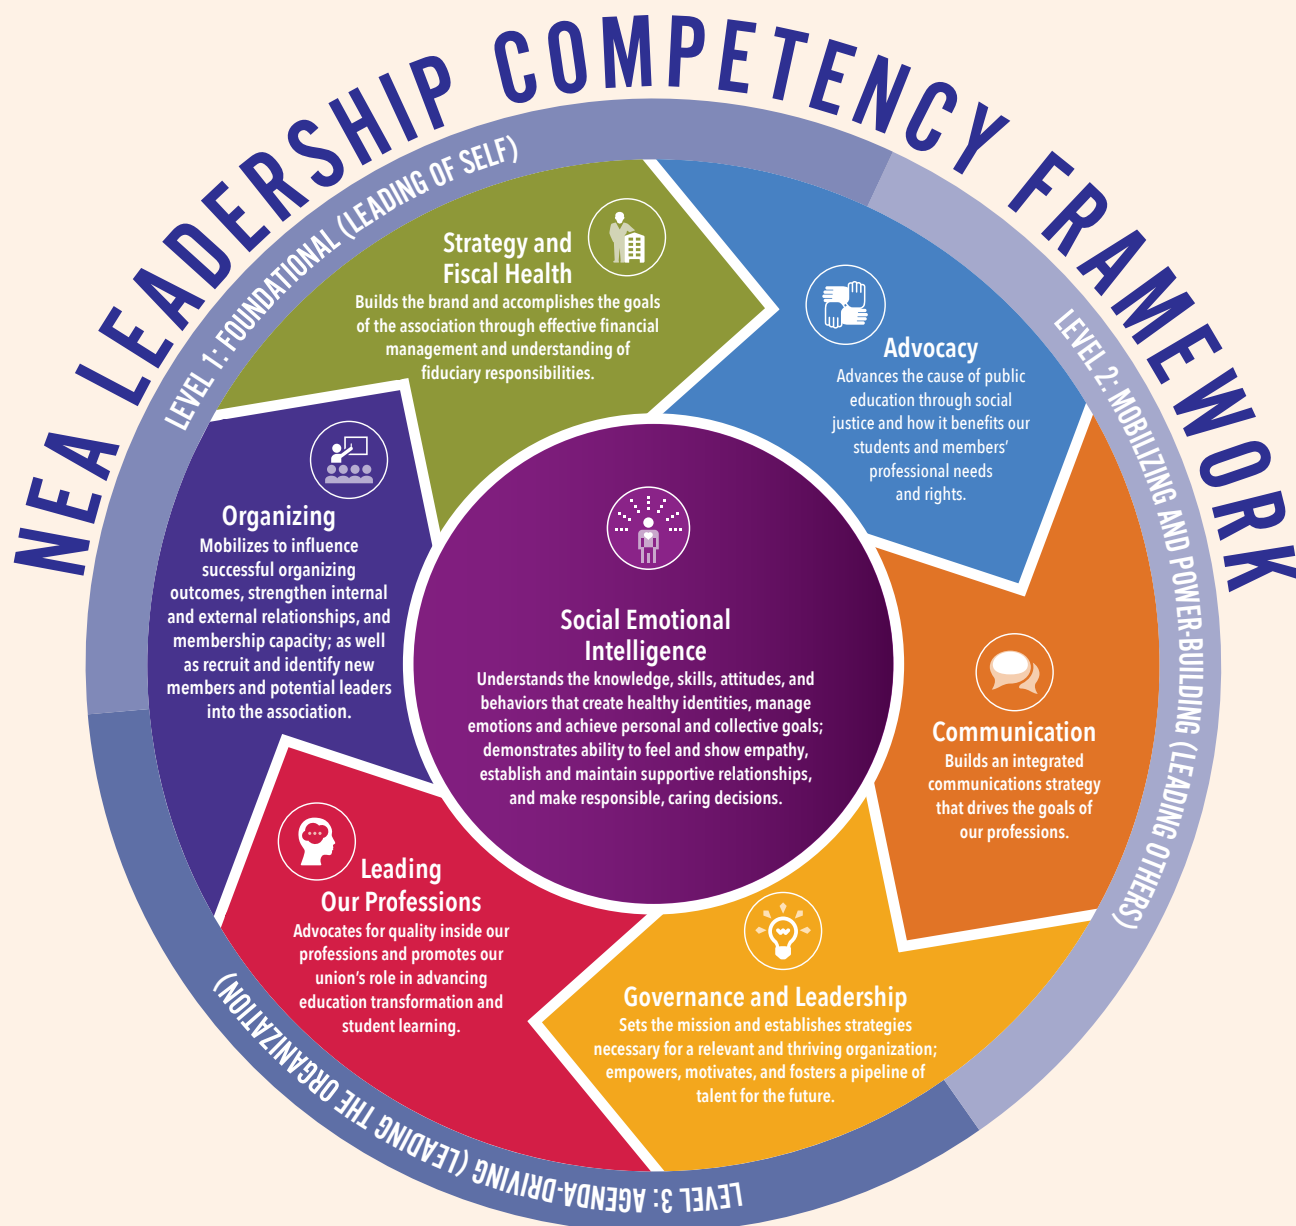 NEA LEADERSHIP COMPETENCY FRAMEWORK
LEVEL 1: FOUNDATIONAL (LEADING OF SELF)
LEVEL 2: MOBILIZING AND POWER-BUILDING (LEADING OTHERS)
LEVEL 3: AGENDA-DRIVING (LEADING THE ORGANIZATION)
Strategy and
Fiscal Health
Builds the brand and accomplishes the goals
of the association through effective financial
management and understanding of
fiduciary responsibilities.
Advocacy
Advances the cause of public
education through social
justice and how it benefits our
students and members’
professional needs
and rights.
Communication
Builds an integrated
communications strategy
that drives the goals of
our professions.
Governance and Leadership
Sets the mission and establishes strategies
necessary for a relevant and thriving organization;
empowers, motivates, and fosters a pipeline of
talent for the future.
Leading
Our Professions
Advocates for quality inside our
professions and promotes our
union’s role in advancing
education transformation and
student learning.
Organizing
Mobilizes to influence
successful organizing
outcomes, strengthen internal
and external relationships, and
membership capacity; as well
as recruit and identify new
members and potential leaders
into the association.
Social Emotional
Intelligence
Understands the knowledge, skills, attitudes, and
behaviors that create healthy identities, manage
emotions and achieve personal and collective goals;
demonstrates ability to feel and show empathy,
establish and maintain supportive relationships,
and make responsible, caring decisions.